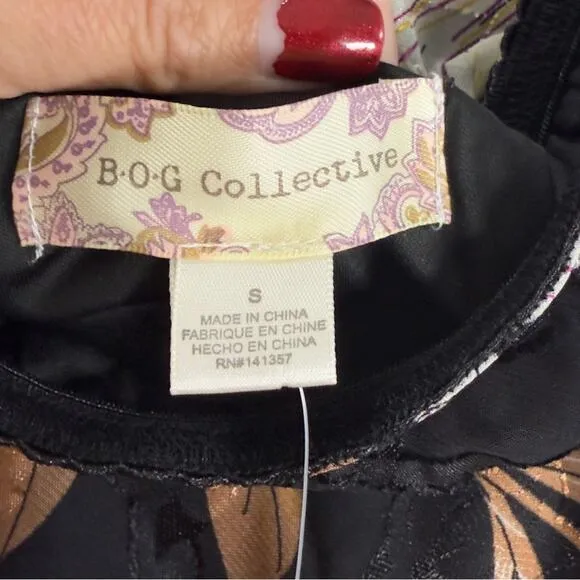 B·O·G Collective
S
MADE IN CHINA
FABRIQUE EN CHINE
HECHO EN CHINA
RN#141357